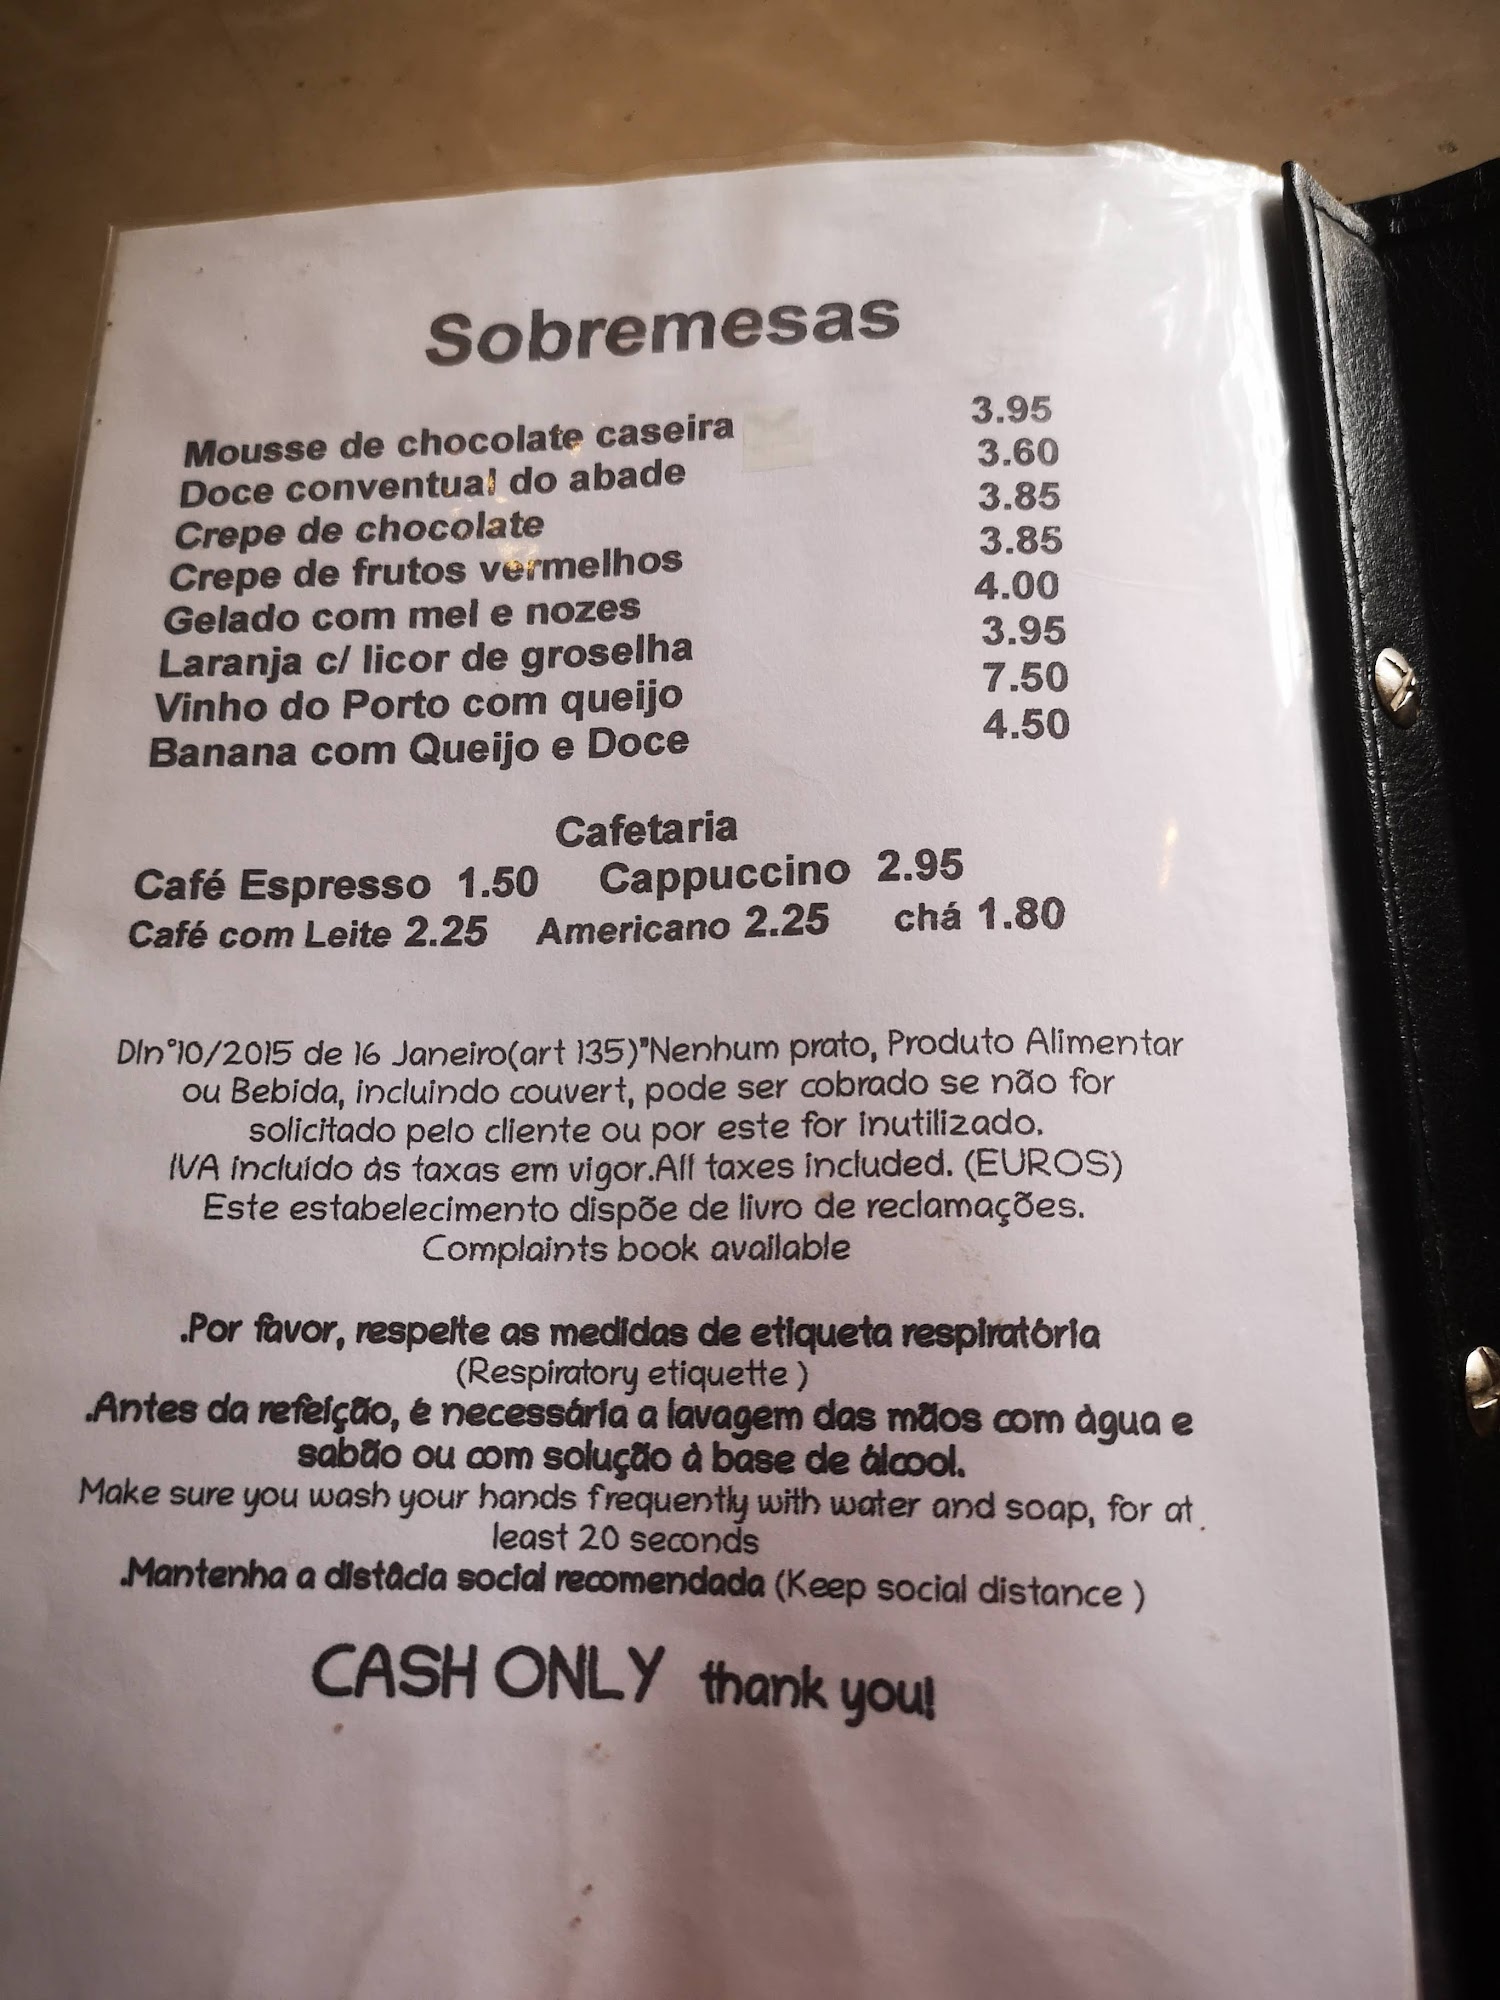 Sobremesas
Mousse de chocolate caseira 3.95
Doce conventual do abade 3.60
Crepe de chocolate 3.85
Crepe de frutos vermelhos 3.85
Gelado com mel e nozes 4.00
Laranja c/ licor de groselha 3.95
Vinho do Porto com queijo 7.50
Banana com Queijo e Doce 4.50
Cafetaria
Café Espresso 1.50 Cappuccino 2.95
Café com Leite 2.25 Americano 2.25 chá 1.80
Dln°10/2015 de 16 Janeiro(art 135)"Nenhum prato, Produto Alimentar
ou Bebida, incluindo couvert, pode ser cobrado se não for
solicitado pelo cliente ou por este for inutilizado.
IVA incluído ás taxas em vigor.All taxes included. (EUROS)
Este estabelecimento dispõe de livro de reclamações.
Complaints book available
.Por favor, respeite as medidas de etiqueta respiratória
(Respiratory etiquette )
.Antes da refeição, é necessária a lavagem das mãos com água e
sabão ou com solução à base de álcool.
Make sure you wash your hands frequently with water and soap, for at
least 20 seconds
.Mantenha a distâcia social recomendada (Keep social distance )
CASH ONLY thank you!